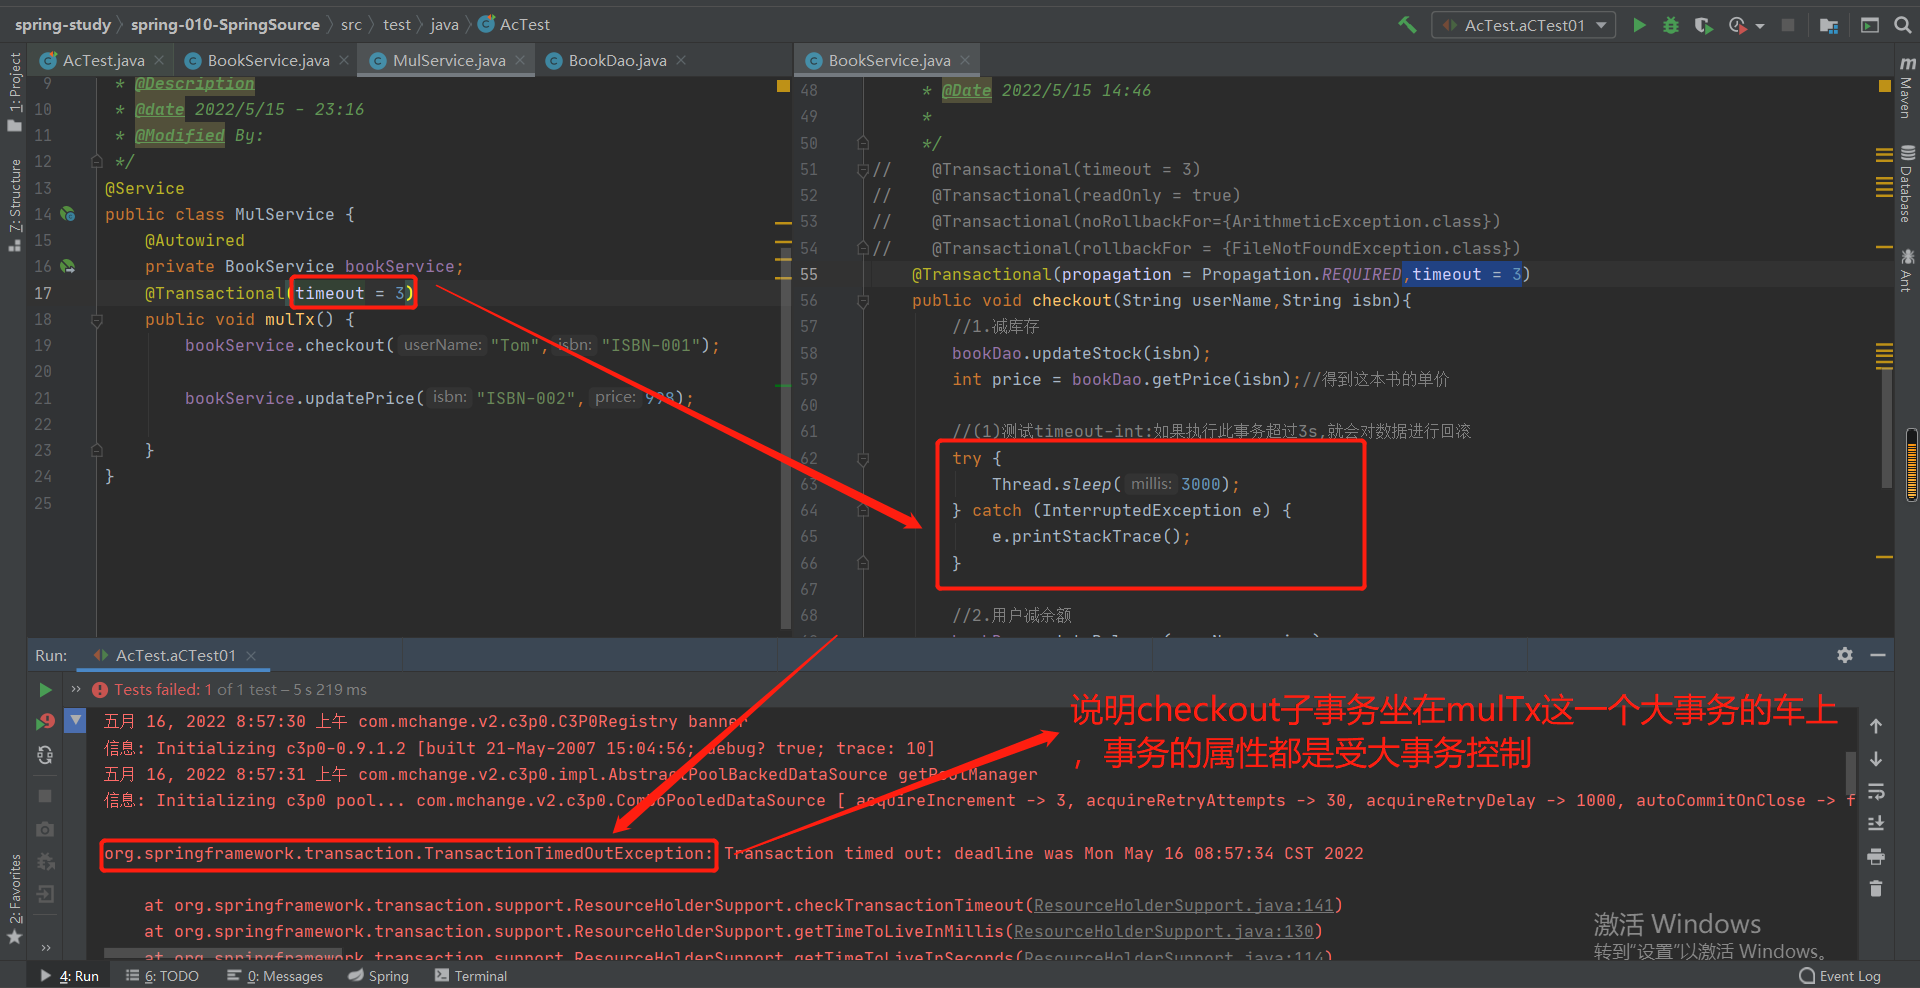 spring-study 〉 spring-010-SpringSource 〉 src 〉 test 〉 java 〉 AcTest
AcTest.aCTest01
AcTest.java
BookService.java
MulService.java
BookDao.java
BookService.java
1: Project
7: Structure
2: Favorites
Maven
Database
Ant
9 * @Description
10 * @date 2022/5/15 - 23:16
11 * @Modified By:
12 */
13 @Service
14 public class MulService {
15 @Autowired
16 private BookService bookService;
17 @Transactional(timeout = 3)
18 public void mulTx() {
19 bookService.checkout( userName: "Tom", isbn: "ISBN-001");
20
21 bookService.updatePrice( isbn: "ISBN-002", price: 998);
22
23 }
24 }
25
48 * @Date 2022/5/15 14:46
49 *
50 */
51 // @Transactional(timeout = 3)
52 // @Transactional(readOnly = true)
53 // @Transactional(noRollbackFor={ArithmeticException.class})
54 // @Transactional(rollbackFor = {FileNotFoundException.class})
55 @Transactional(propagation = Propagation.REQUIRED,timeout = 3)
56 public void checkout(String userName,String isbn){
57 //1.减库存
58 bookDao.updateStock(isbn);
59 int price = bookDao.getPrice(isbn);//得到这本书的单价
60
61 //(1)测试timeout-int:如果执行此事务超过3s,就会对数据进行回滚
62 try {
63 Thread.sleep( millis: 3000);
64 } catch (InterruptedException e) {
65 e.printStackTrace();
66 }
67
68 //2.用户减余额
Run: AcTest.aCTest01
Tests failed: 1 of 1 test – 5 s 219 ms
五月 16, 2022 8:57:30 上午 com.mchange.v2.c3p0.C3P0Registry banner
信息: Initializing c3p0-0.9.1.2 [built 21-May-2007 15:04:56; debug? true; trace: 10]
五月 16, 2022 8:57:31 上午 com.mchange.v2.c3p0.impl.AbstractPoolBackedDataSource getPoolManager
信息: Initializing c3p0 pool... com.mchange.v2.c3p0.ComboPooledDataSource [ acquireIncrement -> 3, acquireRetryAttempts -> 30, acquireRetryDelay -> 1000, autoCommitOnClose -> f
说明checkout子事务坐在mulTx这一个大事务的车上
，事务的属性都是受大事务控制
org.springframework.transaction.TransactionTimedOutException: Transaction timed out: deadline was Mon May 16 08:57:34 CST 2022
at org.springframework.transaction.support.ResourceHolderSupport.checkTransactionTimeout(ResourceHolderSupport.java:141)
at org.springframework.transaction.support.ResourceHolderSupport.getTimeToLiveInMillis(ResourceHolderSupport.java:130)
at org.springframework.transaction.support.ResourceHolderSupport.getTimeToLiveInSeconds(ResourceHolderSupport.java:114)
激活 Windows
转到“设置”以激活 Windows。
4: Run
6: TODO
0: Messages
Spring
Terminal
Event Log